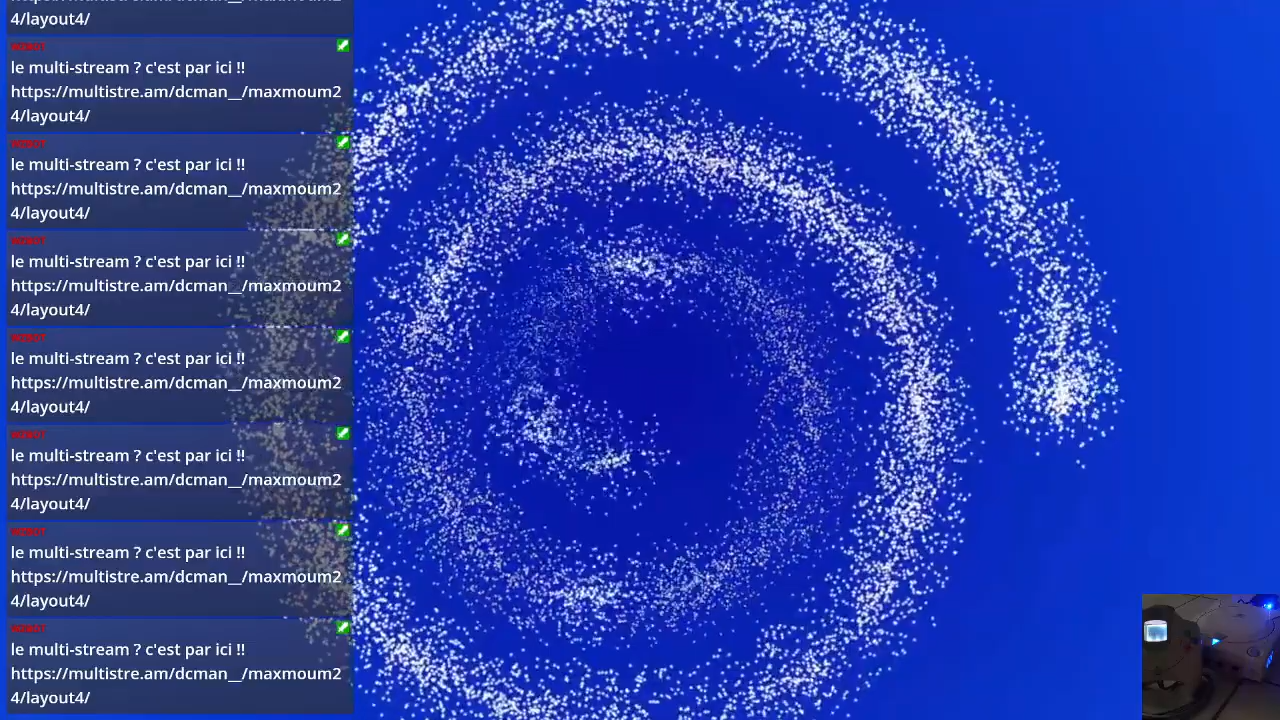 4/layout4/
le multi-stream ? c'est par ici !!
https://multistre.am/dcman__/maxmoum2
4/layout4/
le multi-stream ? c'est par ici !!
https://multistre.am/dcman__/maxmoum2
4/layout4/
le multi-stream ? c'est par ici !!
https://multistre.am/dcman__/maxmoum2
4/layout4/
le multi-stream ? c'est par ici !!
https://multistre.am/dcman__/maxmoum2
4/layout4/
le multi-stream ? c'est par ici !!
https://multistre.am/dcman__/maxmoum2
4/layout4/
le multi-stream ? c'est par ici !!
https://multistre.am/dcman__/maxmoum2
4/layout4/
le multi-stream ? c'est par ici !!
https://multistre.am/dcman__/maxmoum2
4/layout4/